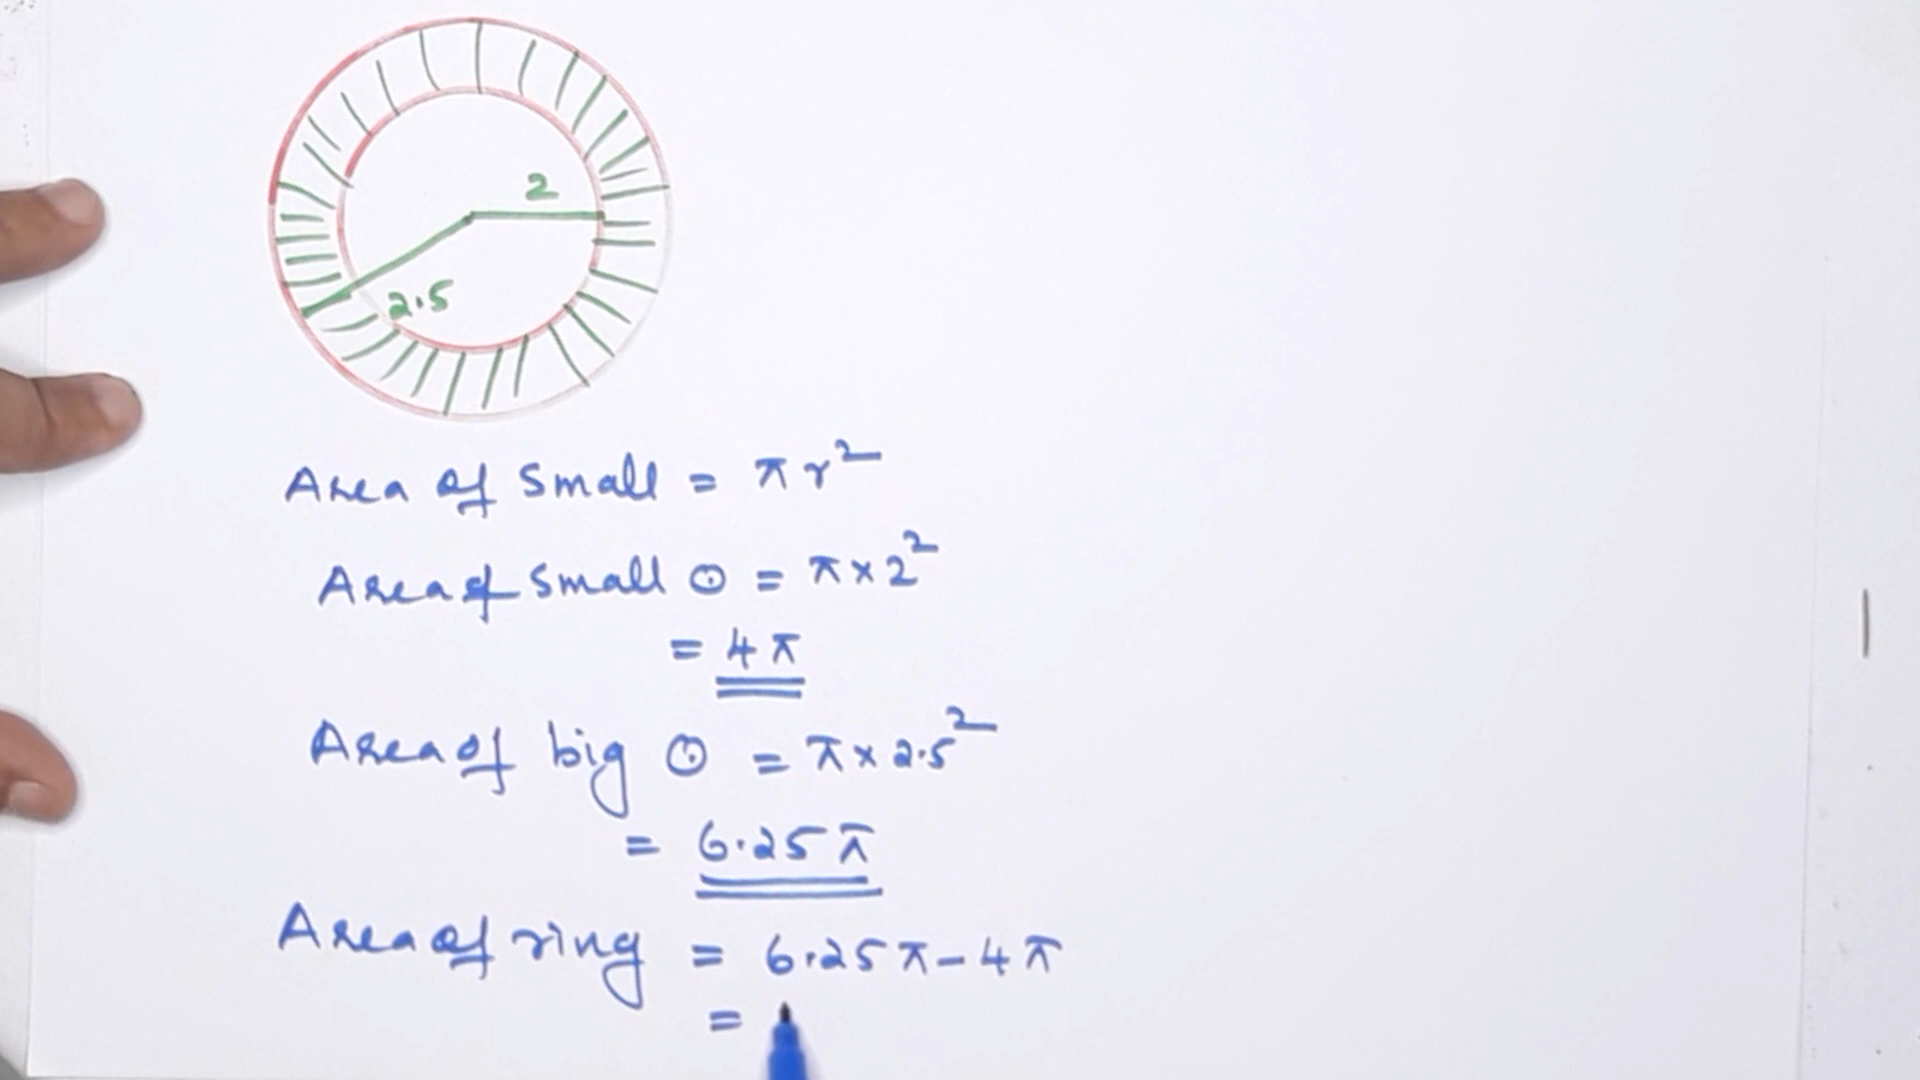 2
2.5
Area of small = πr²
Area of small ⊙ = π×2²
= 4π
Area of big ⊙ = π×2.5²
= 6.25π
Area of ring = 6.25π-4π
=